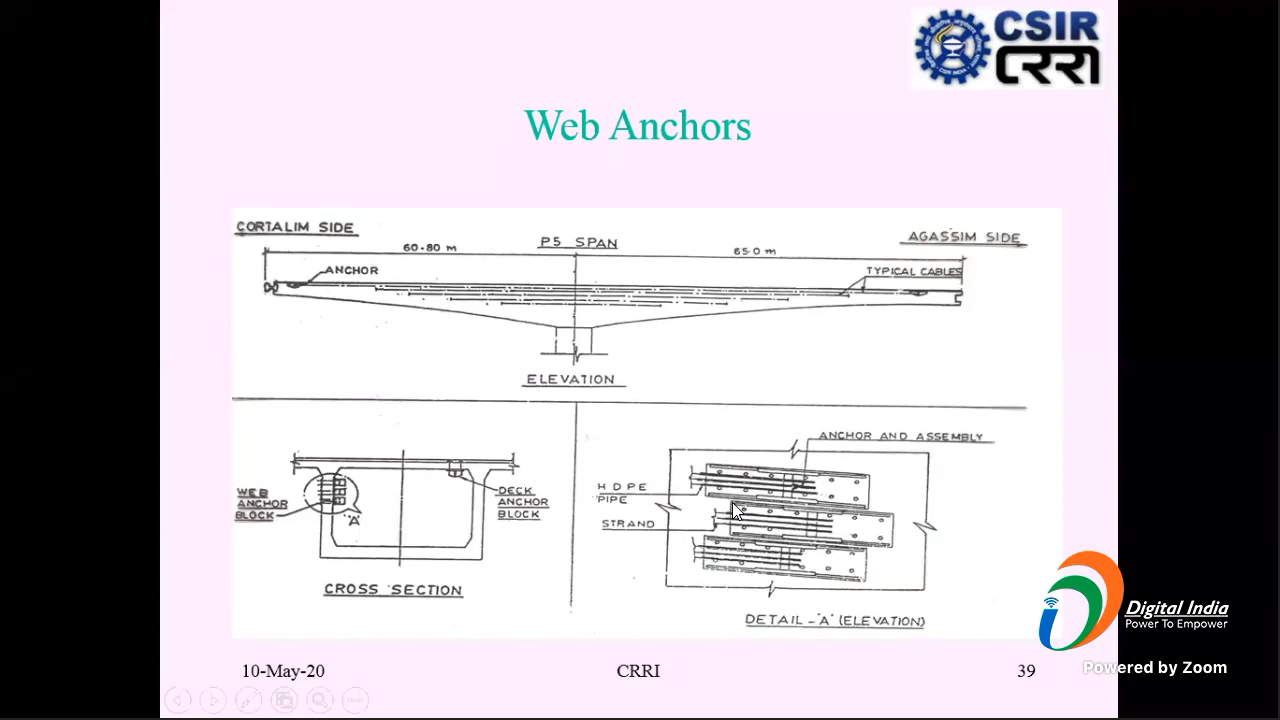 CSIR
CRRI
Web Anchors
CORTALIM SIDE
60.80 m
P5 SPAN
65.0 m
AGASSIM SIDE
ANCHOR
TYPICAL CABLES
ELEVATION
WEB
ANCHOR
BLOCK
"A"
DECK
ANCHOR
BLOCK
CROSS SECTION
ANCHOR AND ASSEMBLY
HDPE
PIPE
STRAND
DETAIL - "A" (ELEVATION)
10-May-20
CRRI
39
Digital India
Power To Empower
Powered by Zoom